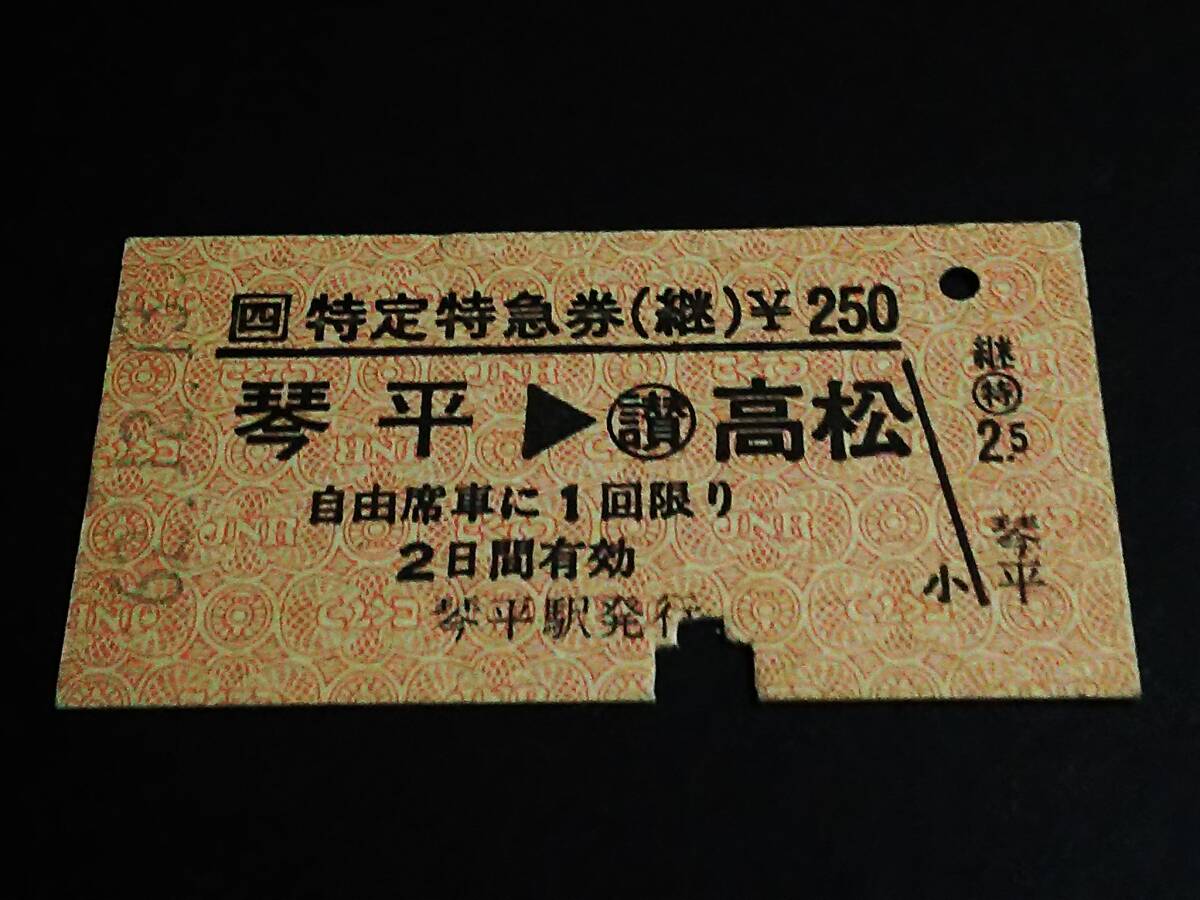 四 特定特急券(継)¥250
琴平▶讃高松
自由席車に1回限り
2日間有効
琴平駅発行
小
継
特
2.5
琴平